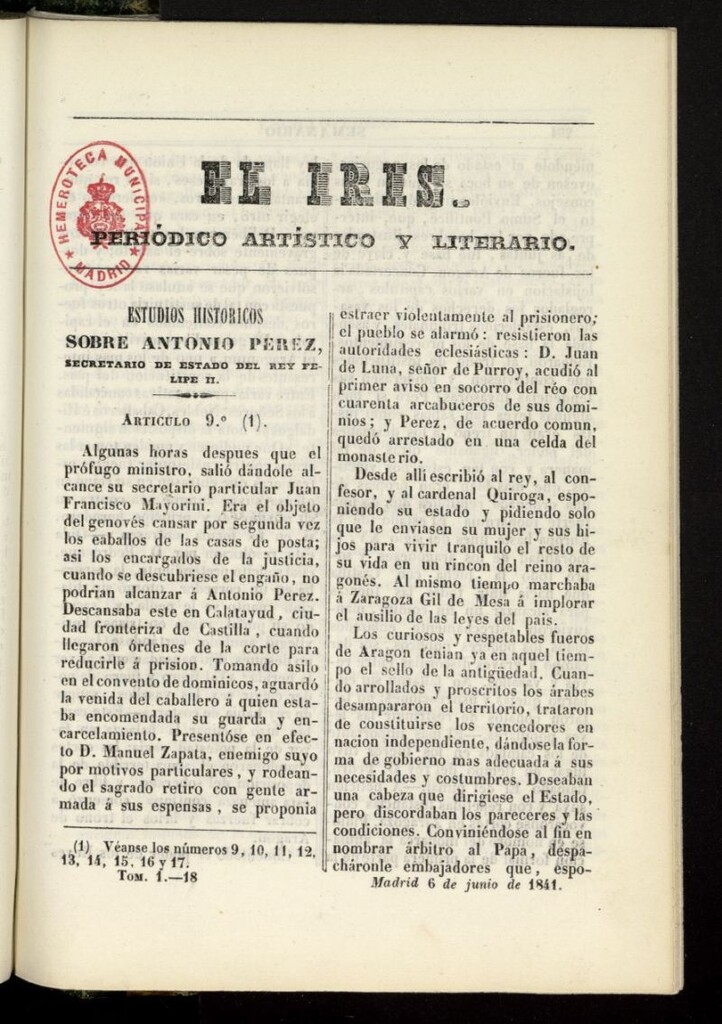 HEMEROTECA MUNICIPAL
★ MADRID ★
EL IRIS.
PERIÓDICO ARTÍSTICO Y LITERARIO.
ESTUDIOS HISTORICOS
SOBRE ANTONIO PEREZ,
SECRETARIO DE ESTADO DEL REY FE-
LIPE II.
ARTICULO 9.º (1).
Algunas horas despues que el
prófugo ministro, salió dándole al-
cance su secretario particular Juan
Francisco Mayorini. Era el objeto
del genovés cansar por segunda vez
los eaballos de las casas de posta;
asi los encargados de la justicia,
cuando se descubriese el engaño, no
podrian alcanzar á Antonio Perez.
Descansaba este en Calatayud, ciu-
dad fronteriza de Castilla, cuando
llegaron órdenes de la corte para
reducirle á prision. Tomando asilo
en el convento de dominicos, aguardó
la venida del caballero á quien esta-
ba encomendada su guarda y en-
carcelamiento. Presentóse en efec-
to D. Manuel Zapata, enemigo suyo
por motivos particulares, y rodean-
do el sagrado retiro con gente ar-
mada á sus espensas, se proponia
(1) Véanse los números 9, 10, 11, 12,
13, 14, 15, 16 y 17.
TOM. 1.—18
estraer violentamente al prisionero;
el pueblo se alarmó: resistieron las
autoridades eclesiásticas: D. Juan
de Luna, señor de Purroy, acudió al
primer aviso en socorro del réo con
cuarenta arcabuceros de sus domi-
nios; y Perez, de acuerdo comun,
quedó arrestado en una celda del
monasterio.
Desde alli escribió al rey, al con-
fesor, y al cardenal Quiroga, espo-
niendo su estado y pidiendo solo
que le enviasen su mujer y sus hi-
jos para vivir tranquilo el resto de
su vida en un rincon del reino ara-
gonés. Al mismo tiempo marchaba
á Zaragoza Gil de Mesa á implorar
el ausilio de las leyes del pais.
Los curiosos y respetables fueros
de Aragon tenian ya en aquel tiem-
po el sello de la antigüedad. Cuan-
do arrollados y proscritos los árabes
desampararon el territorio, trataron
de constituirse los vencedores en
nacion independiente, dándose la for-
ma de gobierno mas adecuada á sus
necesidades y costumbres. Deseaban
una cabeza que dirigiese el Estado,
pero discordaban los pareceres y las
condiciones. Conviniéndose al fin en
nombrar árbitro al Papa, despa-
cháronle embajadores que, espo-
Madrid 6 de junio de 1841.